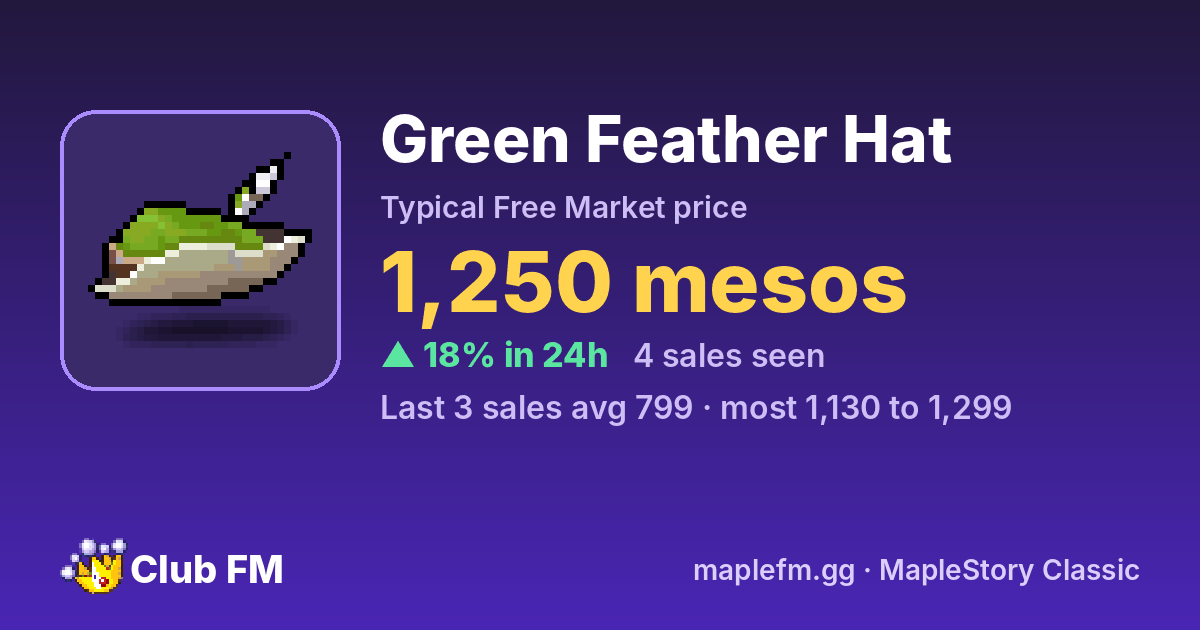 Green Feather Hat
Typical Free Market price
1,250 mesos
▲ 18% in 24h 4 sales seen
Last 3 sales avg 799 · most 1,130 to 1,299
Club FM
maplefm.gg · MapleStory Classic